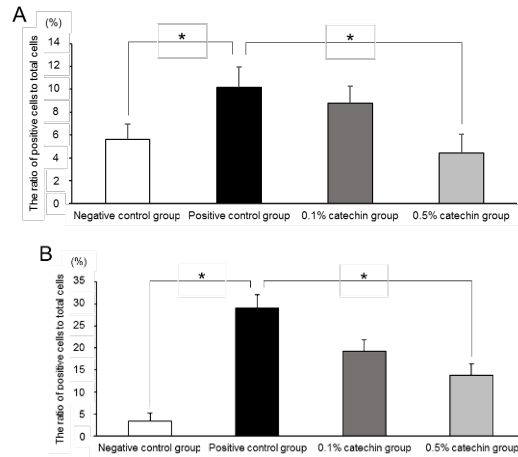 A
(%)
The ratio of positive cells to total cells
14
12
10
8
6
4
2
0
*
*
Negative control group
Positive control group
0.1% catechin group
0.5% catechin group
B
(%)
The ratio of positive cells to total cells
35
30
25
20
15
10
5
0
*
*
Negative control group
Positive control group
0.1% catechin group
0.5% catechin group